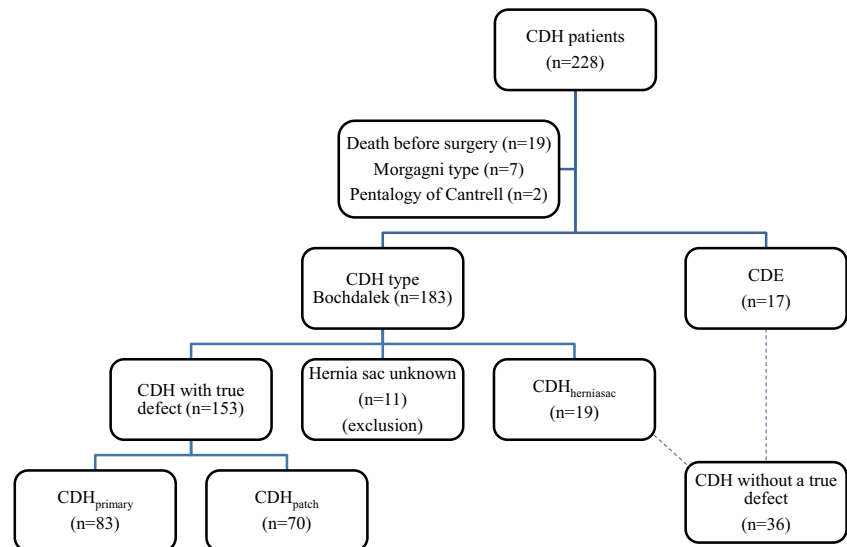 CDH patients
(n=228)
Death before surgery (n=19)
Morgagni type (n=7)
Pentalogy of Cantrell (n=2)
CDH type
Bochdalek (n=183)
CDE
(n=17)
CDH with true
defect (n=153)
Hernia sac unknown
(n=11)
(exclusion)
CDHherniasac
(n=19)
CDHprimary
(n=83)
CDHpatch
(n=70)
CDH without a true
defect
(n=36)